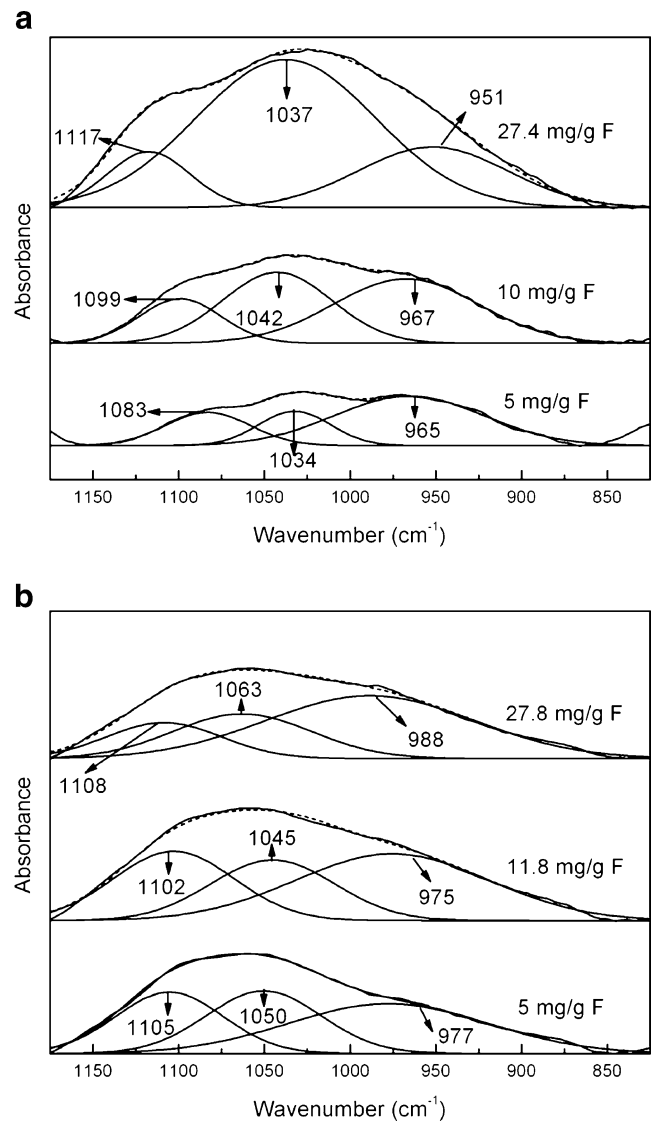 a
951
1117
1037
27.4 mg/g F
1099
1042
967
10 mg/g F
1083
1034
965
5 mg/g F
Absorbance
1150 1100 1050 1000 950 900 850
Wavenumber (cm-1)
b
1063
988
27.8 mg/g F
1108
1045
1102
975
11.8 mg/g F
1105
1050
977
5 mg/g F
Absorbance
1150 1100 1050 1000 950 900 850
Wavenumber (cm-1)